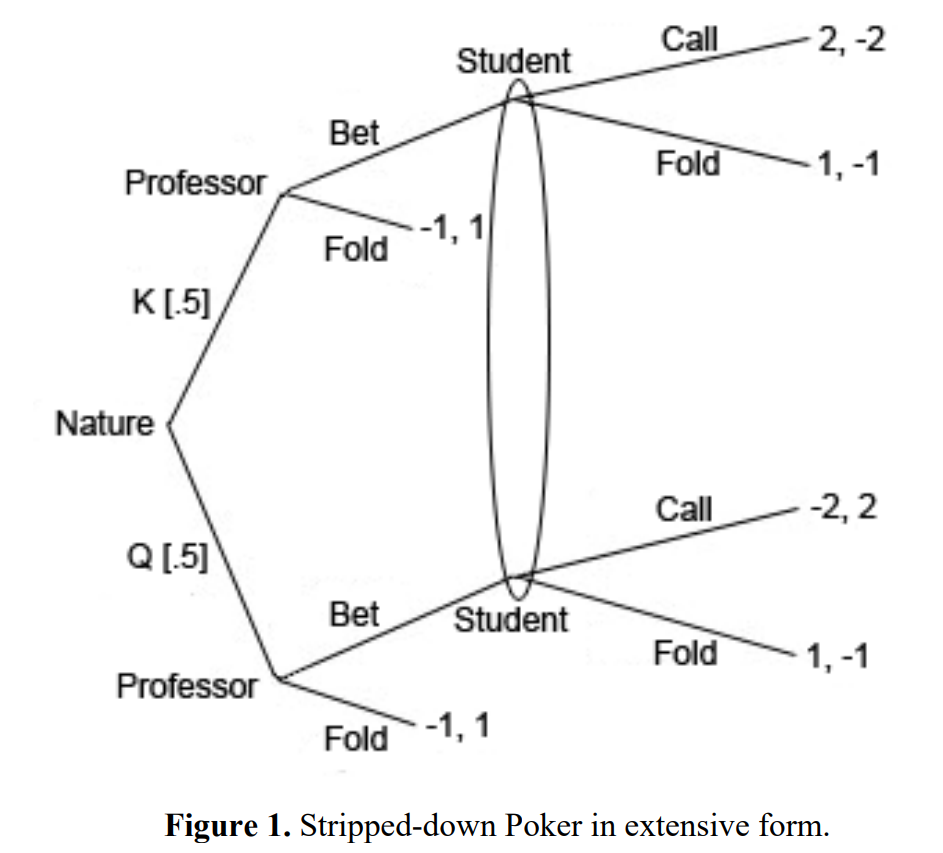 Call
2, -2
Student
Bet
Fold
1, -1
Professor
Fold
-1, 1
K [.5]
Nature
Call
-2, 2
Q [.5]
Bet
Student
Fold
1, -1
Professor
Fold
-1, 1
Figure 1. Stripped-down Poker in extensive form.